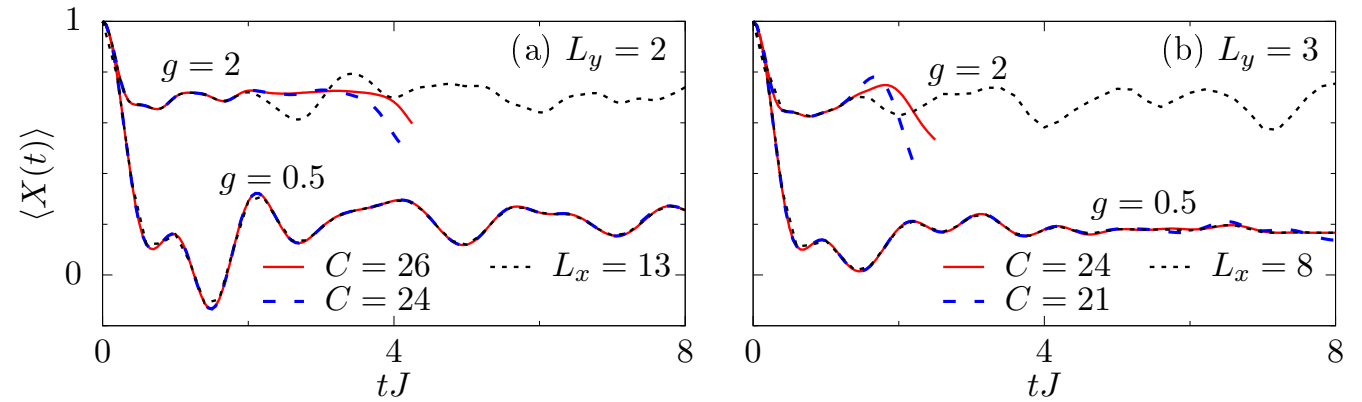 1
0
⟨X(t)⟩
(a) L_y = 2
g = 2
g = 0.5
C = 26
C = 24
L_x = 13
0 4 8
tJ
(b) L_y = 3
g = 2
g = 0.5
C = 24
C = 21
L_x = 8
0 4 8
tJ